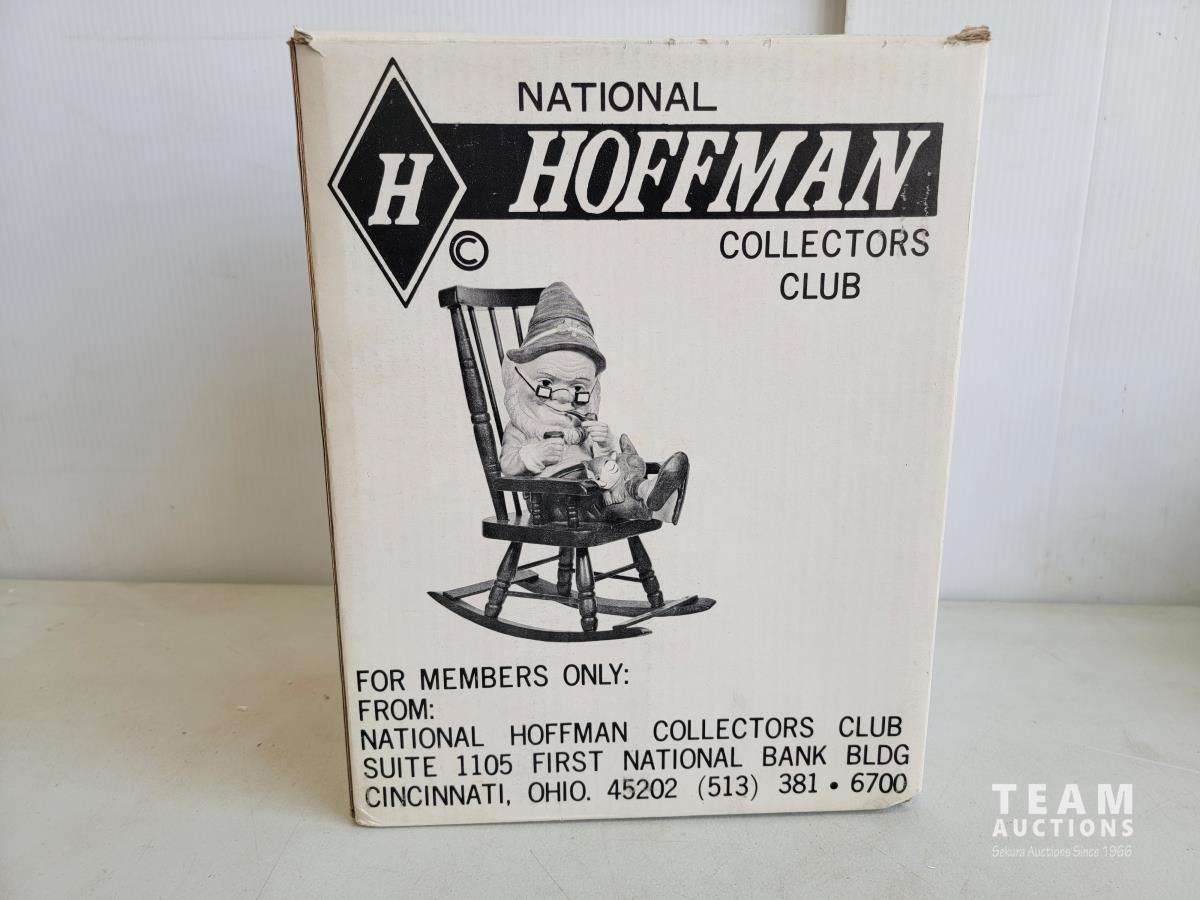 NATIONAL
H HOFFMAN
©
COLLECTORS
CLUB
FOR MEMBERS ONLY:
FROM:
NATIONAL HOFFMAN COLLECTORS CLUB
SUITE 1105 FIRST NATIONAL BANK BLDG
CINCINNATI, OHIO. 45202 (513) 381 • 6700
TEAM
AUCTIONS
Sekura Auctions Since 1966